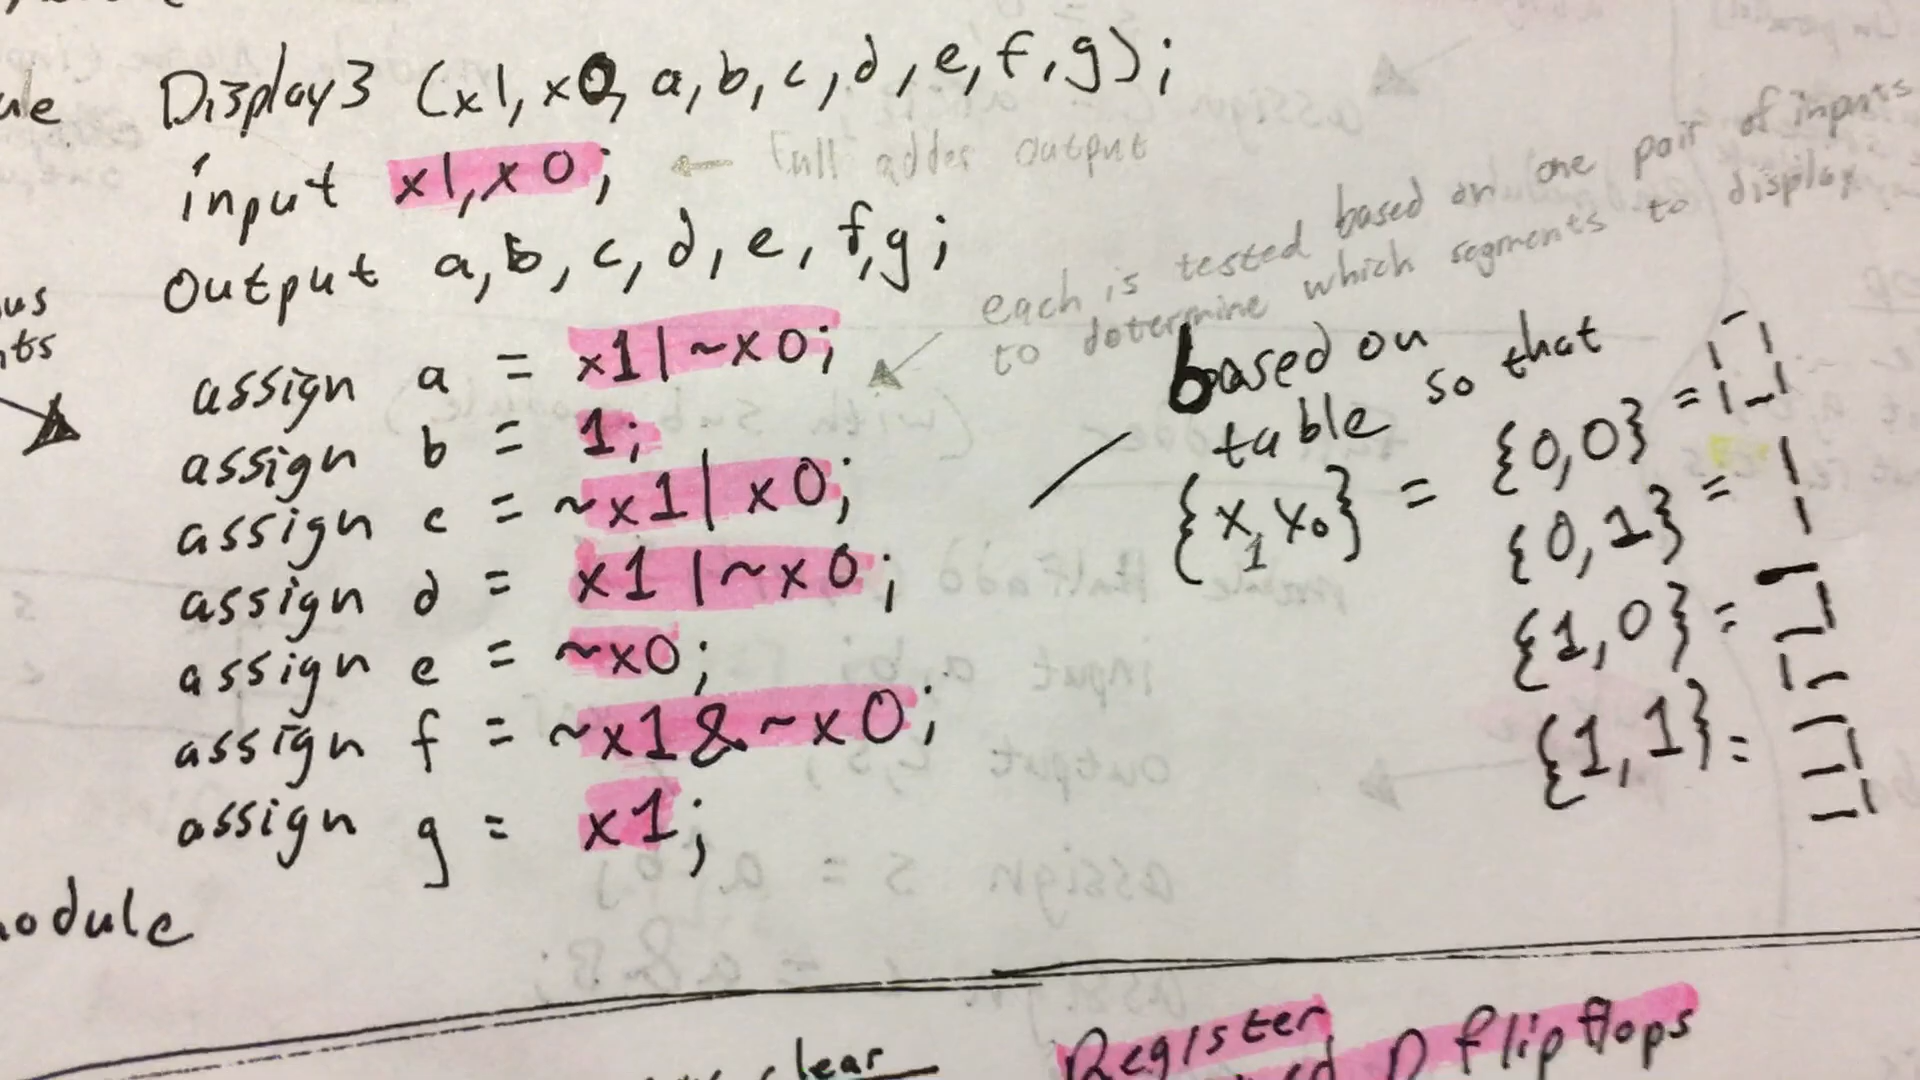 Display3 (x1, x0, a, b, c, d, e, f, g);
input x1, x0; ← Full adder output
Output a, b, c, d, e, f, g;
each is tested based on one pair of inputs
to determine which segments to display
assign a = x1 | ~x0;
assign b = 1;
assign c = ~x1 | x0;
assign d = x1 | ~x0;
assign e = ~x0;
assign f = ~x1 & ~x0;
assign g = x1;
based on
table so that
{x1 x0} = {0,0} =
{0,1} =
{1,0} =
{1,1} =
clear
Register
D flipflops